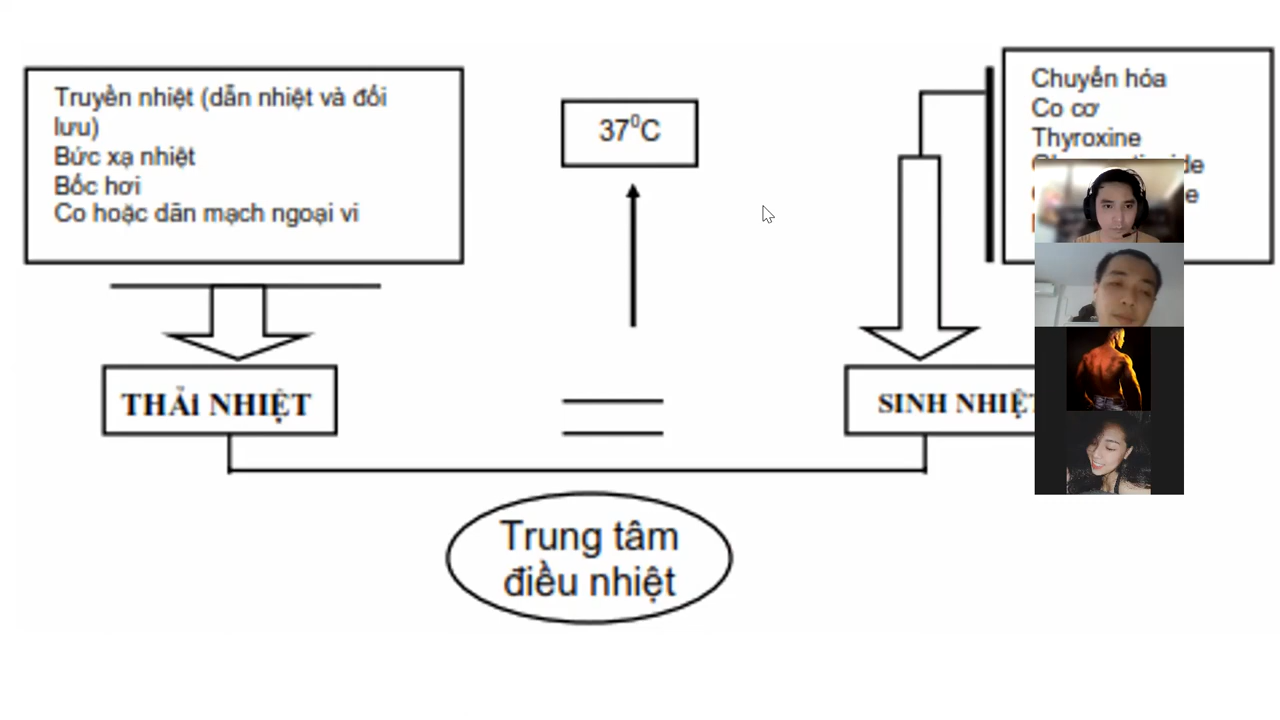 Truyền nhiệt (dẫn nhiệt và đối
lưu)
Bức xạ nhiệt
Bốc hơi
Co hoặc dãn mạch ngoại vi
37⁰C
Chuyển hóa
Co cơ
Thyroxine
THẢi NHIỆT
SINH NHIỆT
Trung tâm
điều nhiệt